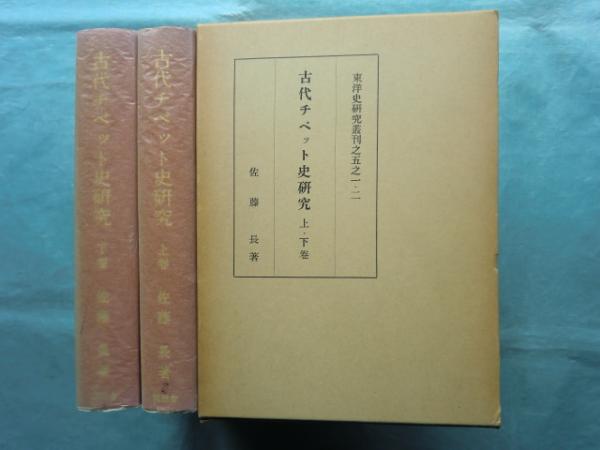 東洋史研究叢刊之五之一・二
古代チベット史研究 上・下巻
佐藤長著
古代チベット史研究 上巻 佐藤 長著
古代チベット史研究 下巻 佐藤 長著